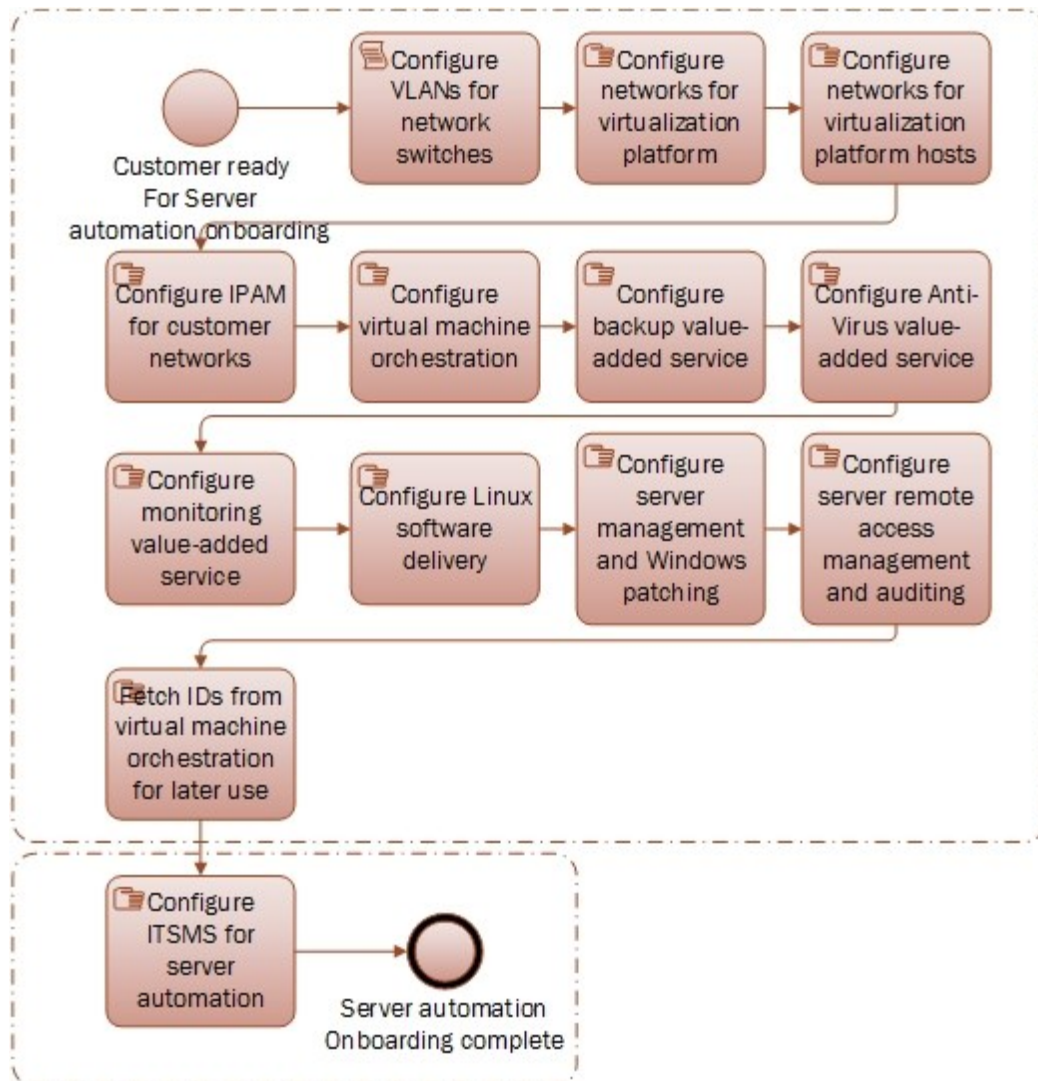 Configure
VLANs for
network
switches
Configure
networks for
virtualization
platform
Configure
networks for
virtualization
platform hosts
Customer ready
For Server
automation onboarding
Configure IPAM
for customer
networks
Configure
virtual machine
orchestration
Configure
backup value-
added service
Configure Anti-
Virus value-
added service
Configure
monitoring
value-added
service
Configure Linux
software
delivery
Configure
server
management
and Windows
patching
Configure
server remote
access
management
and auditing
Fetch IDs from
virtual machine
orchestration
for later use
Configure
ITSMS for
server
automation
Server automation
Onboarding complete